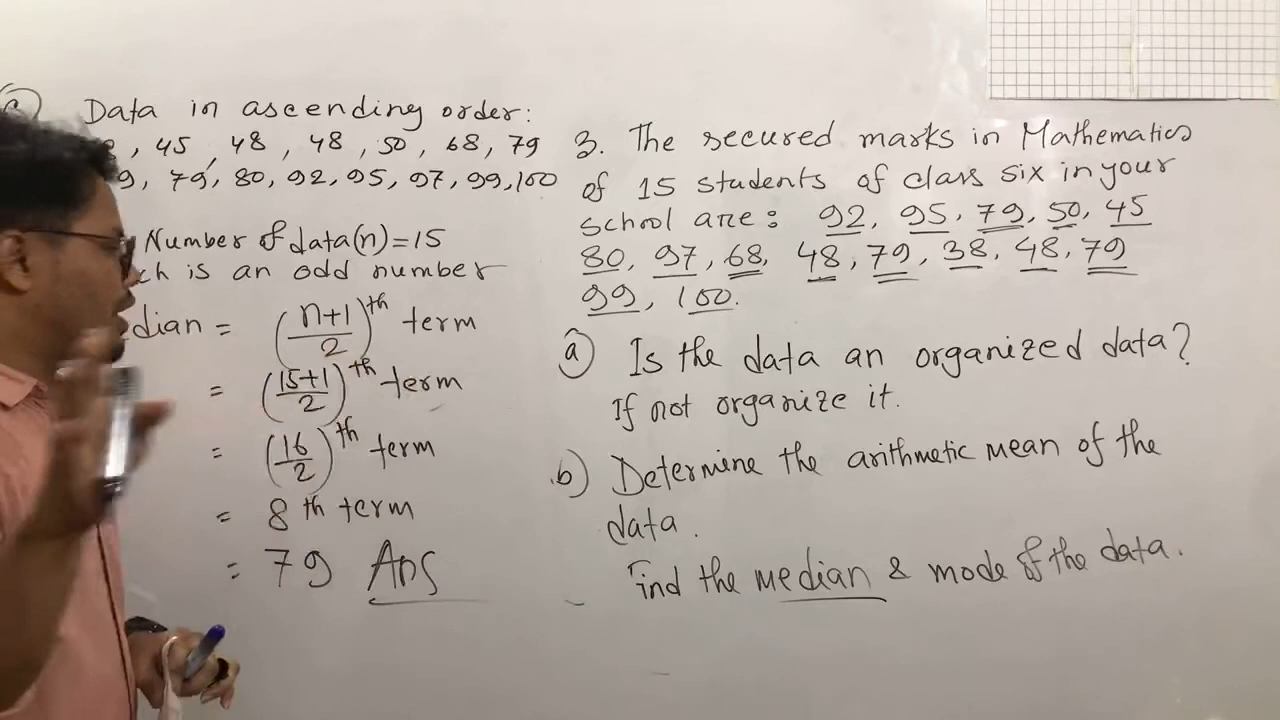 Data in ascending order:
, 45, 48, 48, 50, 68, 79
9, 79, 80, 92, 95, 97, 99, 100
Number of data(n)=15
ch is an odd number
dian = (n+1/2)th term
= (15+1/2)th term
= (16/2)th term
= 8th term
= 79 Ans
3. The secured marks in Mathematics
of 15 students of class six in your
school are: 92, 95, 79, 50, 45
80, 97, 68, 48, 79, 38, 48, 79
99, 100.
a) Is the data an organized data?
If not organize it.
b) Determine the arithmetic mean of the
data.
Find the median & mode of the data.